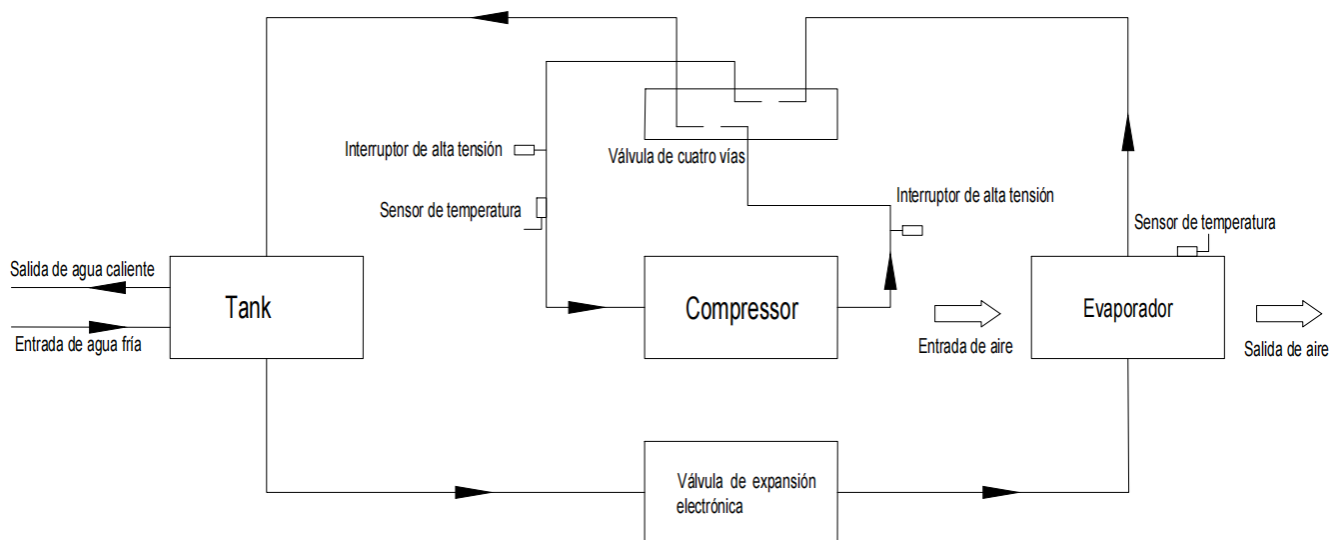 Interruptor de alta tensión
Válvula de cuatro vías
Sensor de temperatura
Interruptor de alta tensión
Sensor de temperatura
Salida de agua caliente
Tank
Compressor
Evaporador
Entrada de agua fría
Entrada de aire
Salida de aire
Válvula de expansión
electrónica